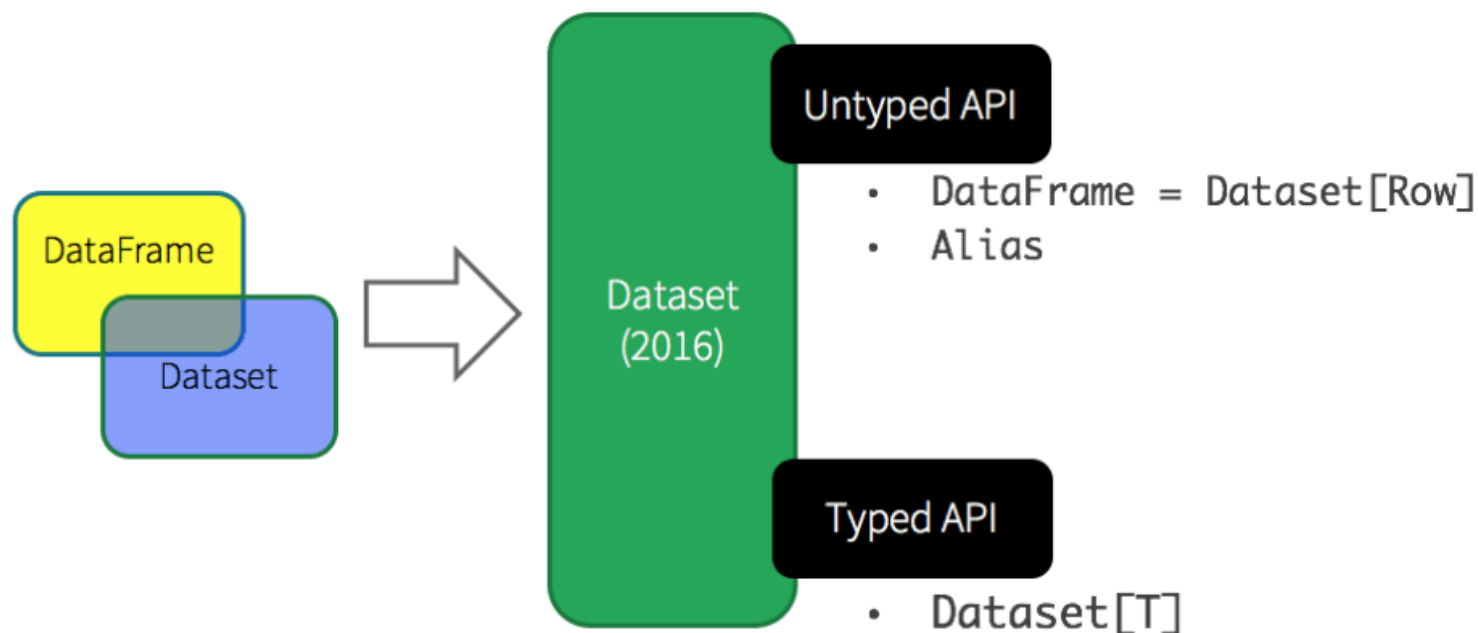 DataFrame
Dataset
Dataset
(2016)
Untyped API
• DataFrame = Dataset[Row]
• Alias
Typed API
• Dataset[T]